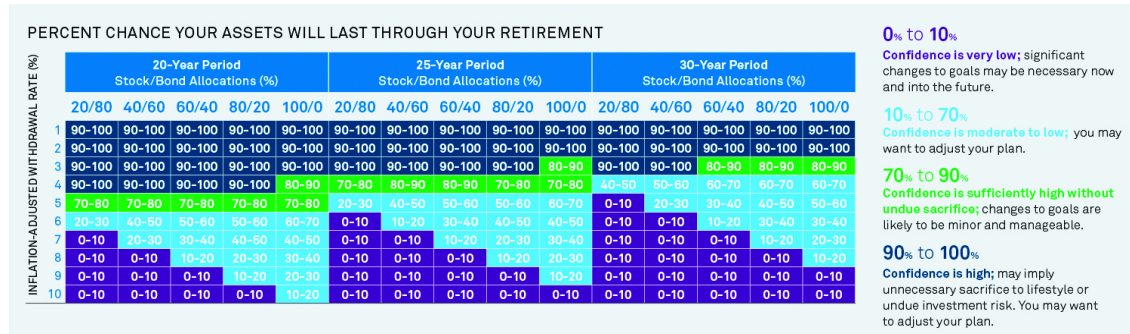 PERCENT CHANCE YOUR ASSETS WILL LAST THROUGH YOUR RETIREMENT
INFLATION-ADJUSTED WITHDRAWAL RATE (%)
20-Year Period 25-Year Period 30-Year Period
Stock/Bond Allocations (%) Stock/Bond Allocations (%) Stock/Bond Allocations (%)
20/80 40/60 60/40 80/20 100/0 20/80 40/60 60/40 80/20 100/0 20/80 40/60 60/40 80/20 100/0
1 90-100 90-100 90-100 90-100 90-100 90-100 90-100 90-100 90-100 90-100 90-100 90-100 90-100 90-100 90-100
2 90-100 90-100 90-100 90-100 90-100 90-100 90-100 90-100 90-100 90-100 90-100 90-100 90-100 90-100 90-100
3 90-100 90-100 90-100 90-100 90-100 90-100 90-100 90-100 90-100 80-90 90-100 90-100 80-90 80-90 80-90
4 90-100 90-100 90-100 90-100 80-90 70-80 80-90 80-90 70-80 70-80 40-50 50-60 60-70 60-70 60-70
5 70-80 70-80 70-80 70-80 70-80 20-30 40-50 50-60 50-60 60-70 0-10 20-30 30-40 40-50 50-60
6 20-30 40-50 50-60 50-60 60-70 0-10 10-20 30-40 40-50 40-50 0-10 0-10 10-20 30-40 30-40
7 0-10 20-30 30-40 40-50 40-50 0-10 0-10 10-20 20-30 30-40 0-10 0-10 0-10 10-20 20-30
8 0-10 0-10 10-20 20-30 30-40 0-10 0-10 0-10 10-20 20-30 0-10 0-10 0-10 0-10 10-20
9 0-10 0-10 0-10 10-20 20-30 0-10 0-10 0-10 0-10 10-20 0-10 0-10 0-10 0-10 0-10
10 0-10 0-10 0-10 0-10 10-20 0-10 0-10 0-10 0-10 0-10 0-10 0-10 0-10 0-10 0-10
0% to 10%
Confidence is very low; significant
changes to goals may be necessary now
and into the future.
10% to 70%
Confidence is moderate to low; you may
want to adjust your plan.
70% to 90%
Confidence is sufficiently high without
undue sacrifice; changes to goals are
likely to be minor and manageable.
90% to 100%
Confidence is high; may imply
unnecessary sacrifice to lifestyle or
undue investment risk. You may want
to adjust your plan.